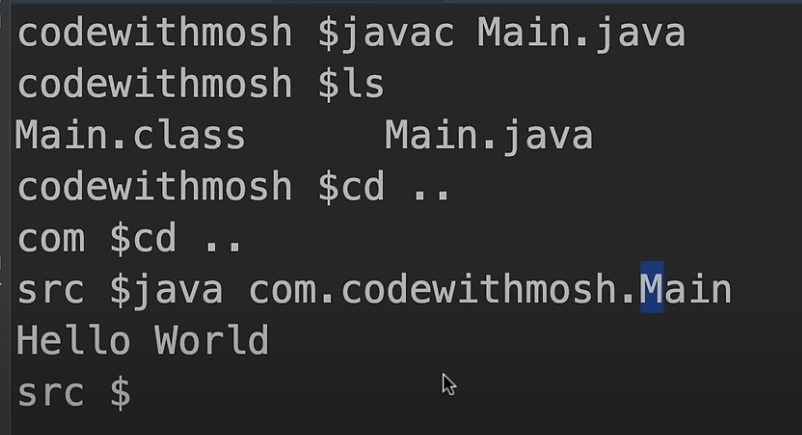 codewithmosh $javac Main.java
codewithmosh $ls
Main.class Main.java
codewithmosh $cd ..
com $cd ..
src $java com.codewithmosh.Main
Hello World
src $